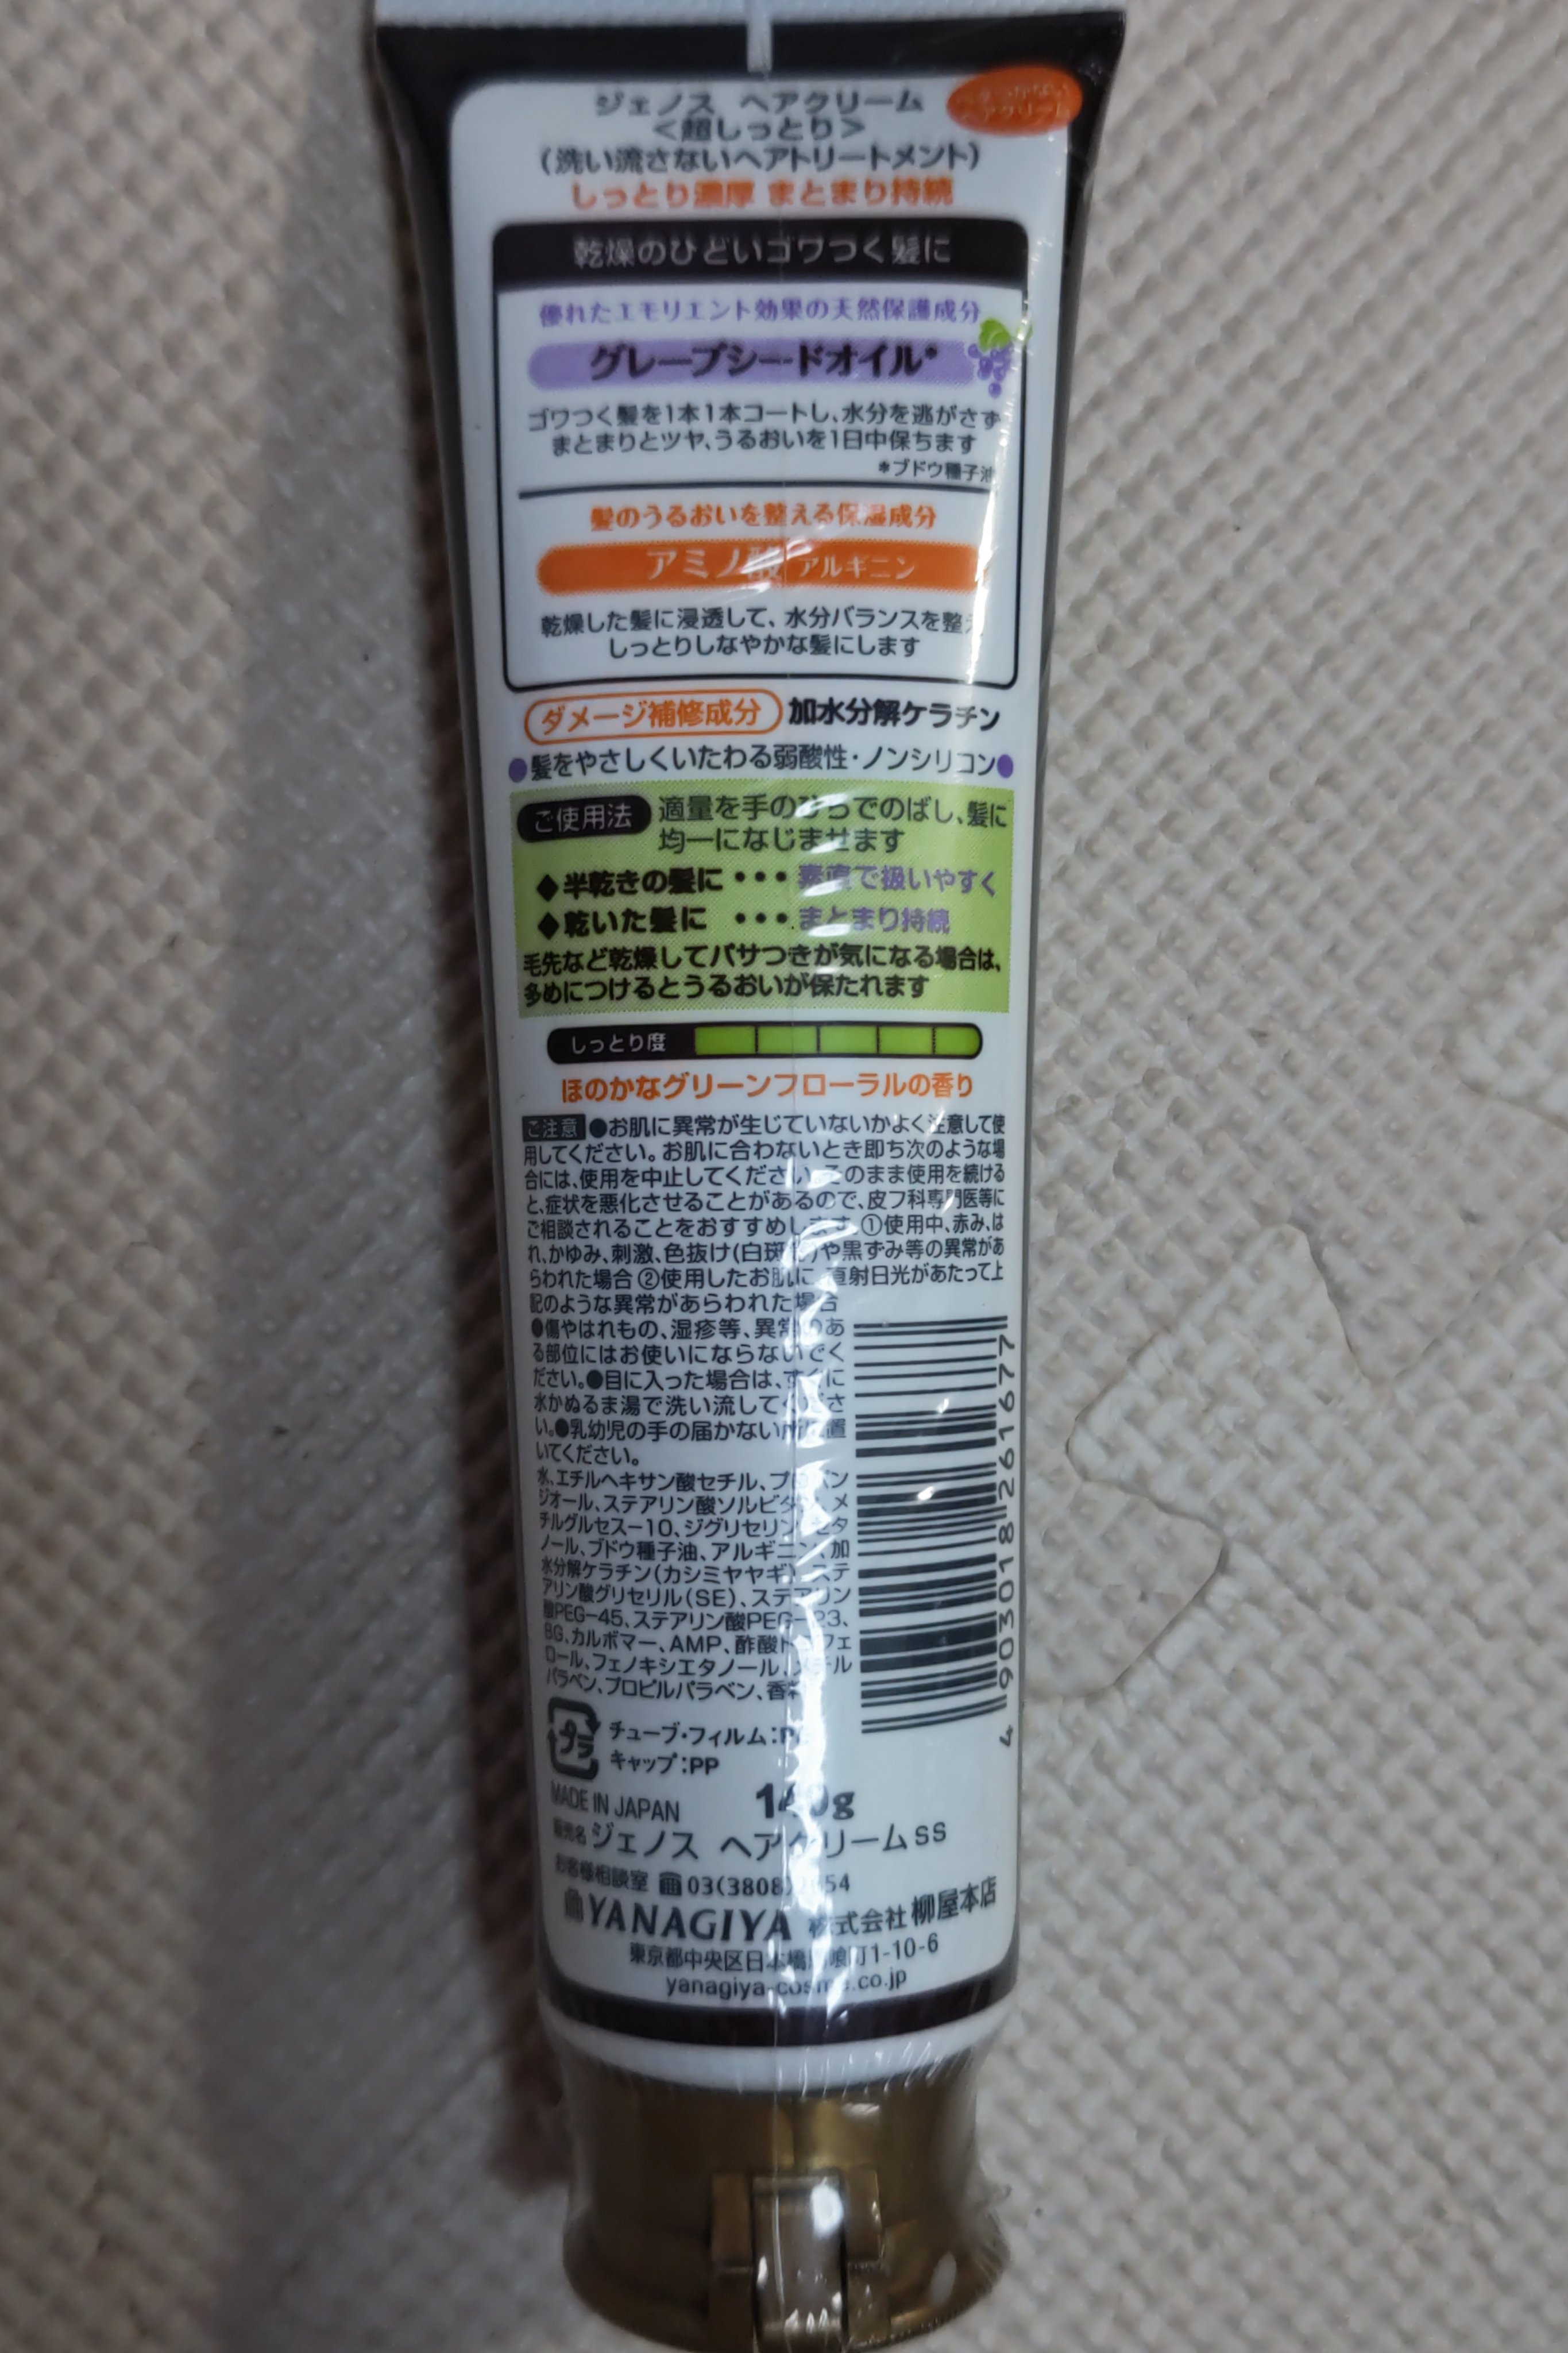 ジェノス ヘアクリーム
<超しっとり>
(洗い流さないヘアトリートメント)
ヘアクリーム
しっとり濃厚 まとまり持続
乾燥のひどいゴワつく髪に
優れたエモリエント効果の天然保護成分
グレープシードオイル*
ゴワつく髪を1本1本コートし、水分を逃がさず
まとまりとツヤ、うるおいを1日中保ちます
*ブドウ種子油
髪のうるおいを整える保湿成分
アミノ酸 アルギニン
乾燥した髪に浸透して、水分バランスを整え
しっとりしなやかな髪にします
ダメージ補修成分 加水分解ケラチン
●髪をやさしくいたわる弱酸性・ノンシリコン●
ご使用法 適量を手のひらでのばし、髪に
均一になじませます
◆半乾きの髪に ・・・素直で扱いやすく
◆乾いた髪に ・・・まとまり持続
毛先など乾燥してパサつきが気になる場合は、
多めにつけるとうるおいが保たれます
しっとり度
ほのかなグリーンフローラルの香り
ご注意 ●お肌に異常が生じていないかよく注意して使
用してください。お肌に合わないとき即ち次のような場
合には、使用を中止してください。このまま使用を続ける
と、症状を悪化させることがあるので、皮フ科専門医等に
ご相談されることをおすすめします。①使用中、赤み、は
れ、かゆみ、刺激、色抜け(白斑等)や黒ずみ等の異常があ
らわれた場合 ②使用したお肌に、直射日光があたって上
記のような異常があらわれた場合
●傷やはれもの、湿疹等、異常のあ
る部位にはお使いにならないでく
ださい。●目に入った場合は、すぐに
水かぬるま湯で洗い流してくださ
い。●乳幼児の手の届かない所に置
いてください。
水、エチルヘキサン酸セチル、プロパン
ジオール、ステアリン酸ソルビタン、メ
チルグルセス-10、ジグリセリン、セタ
ノール、ブドウ種子油、アルギニン、加
水分解ケラチン(カシミヤヤギ)、ステ
アリン酸グリセリル(SE)、ステアリン
酸PEG-45、ステアリン酸PEG-23、
BG、カルボマー、AMP、酢酸トコフェ
ロール、フェノキシエタノール、メチル
パラベン、プロピルパラベン、香料
4903018261677
プラ
チューブ・フィルム:
キャップ:PP
MADE IN JAPAN 140g
販売名 ジェノス ヘアクリームSS
お客様相談室 03(3808)
YANAGIYA 株式会社 柳屋本店
東京都中央区日本橋馬喰町1-10-6
yanagiya-cosme.co.jp